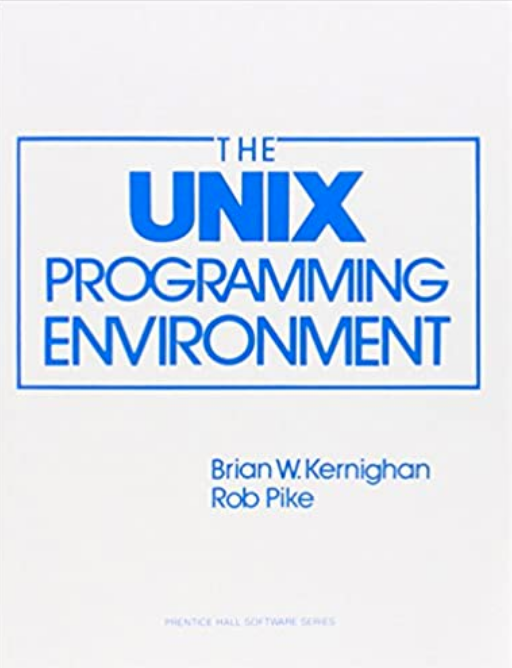 THE
UNIX
PROGRAMMING
ENVIRONMENT
Brian W. Kernighan
Rob Pike
PRENTICE HALL SOFTWARE SERIES